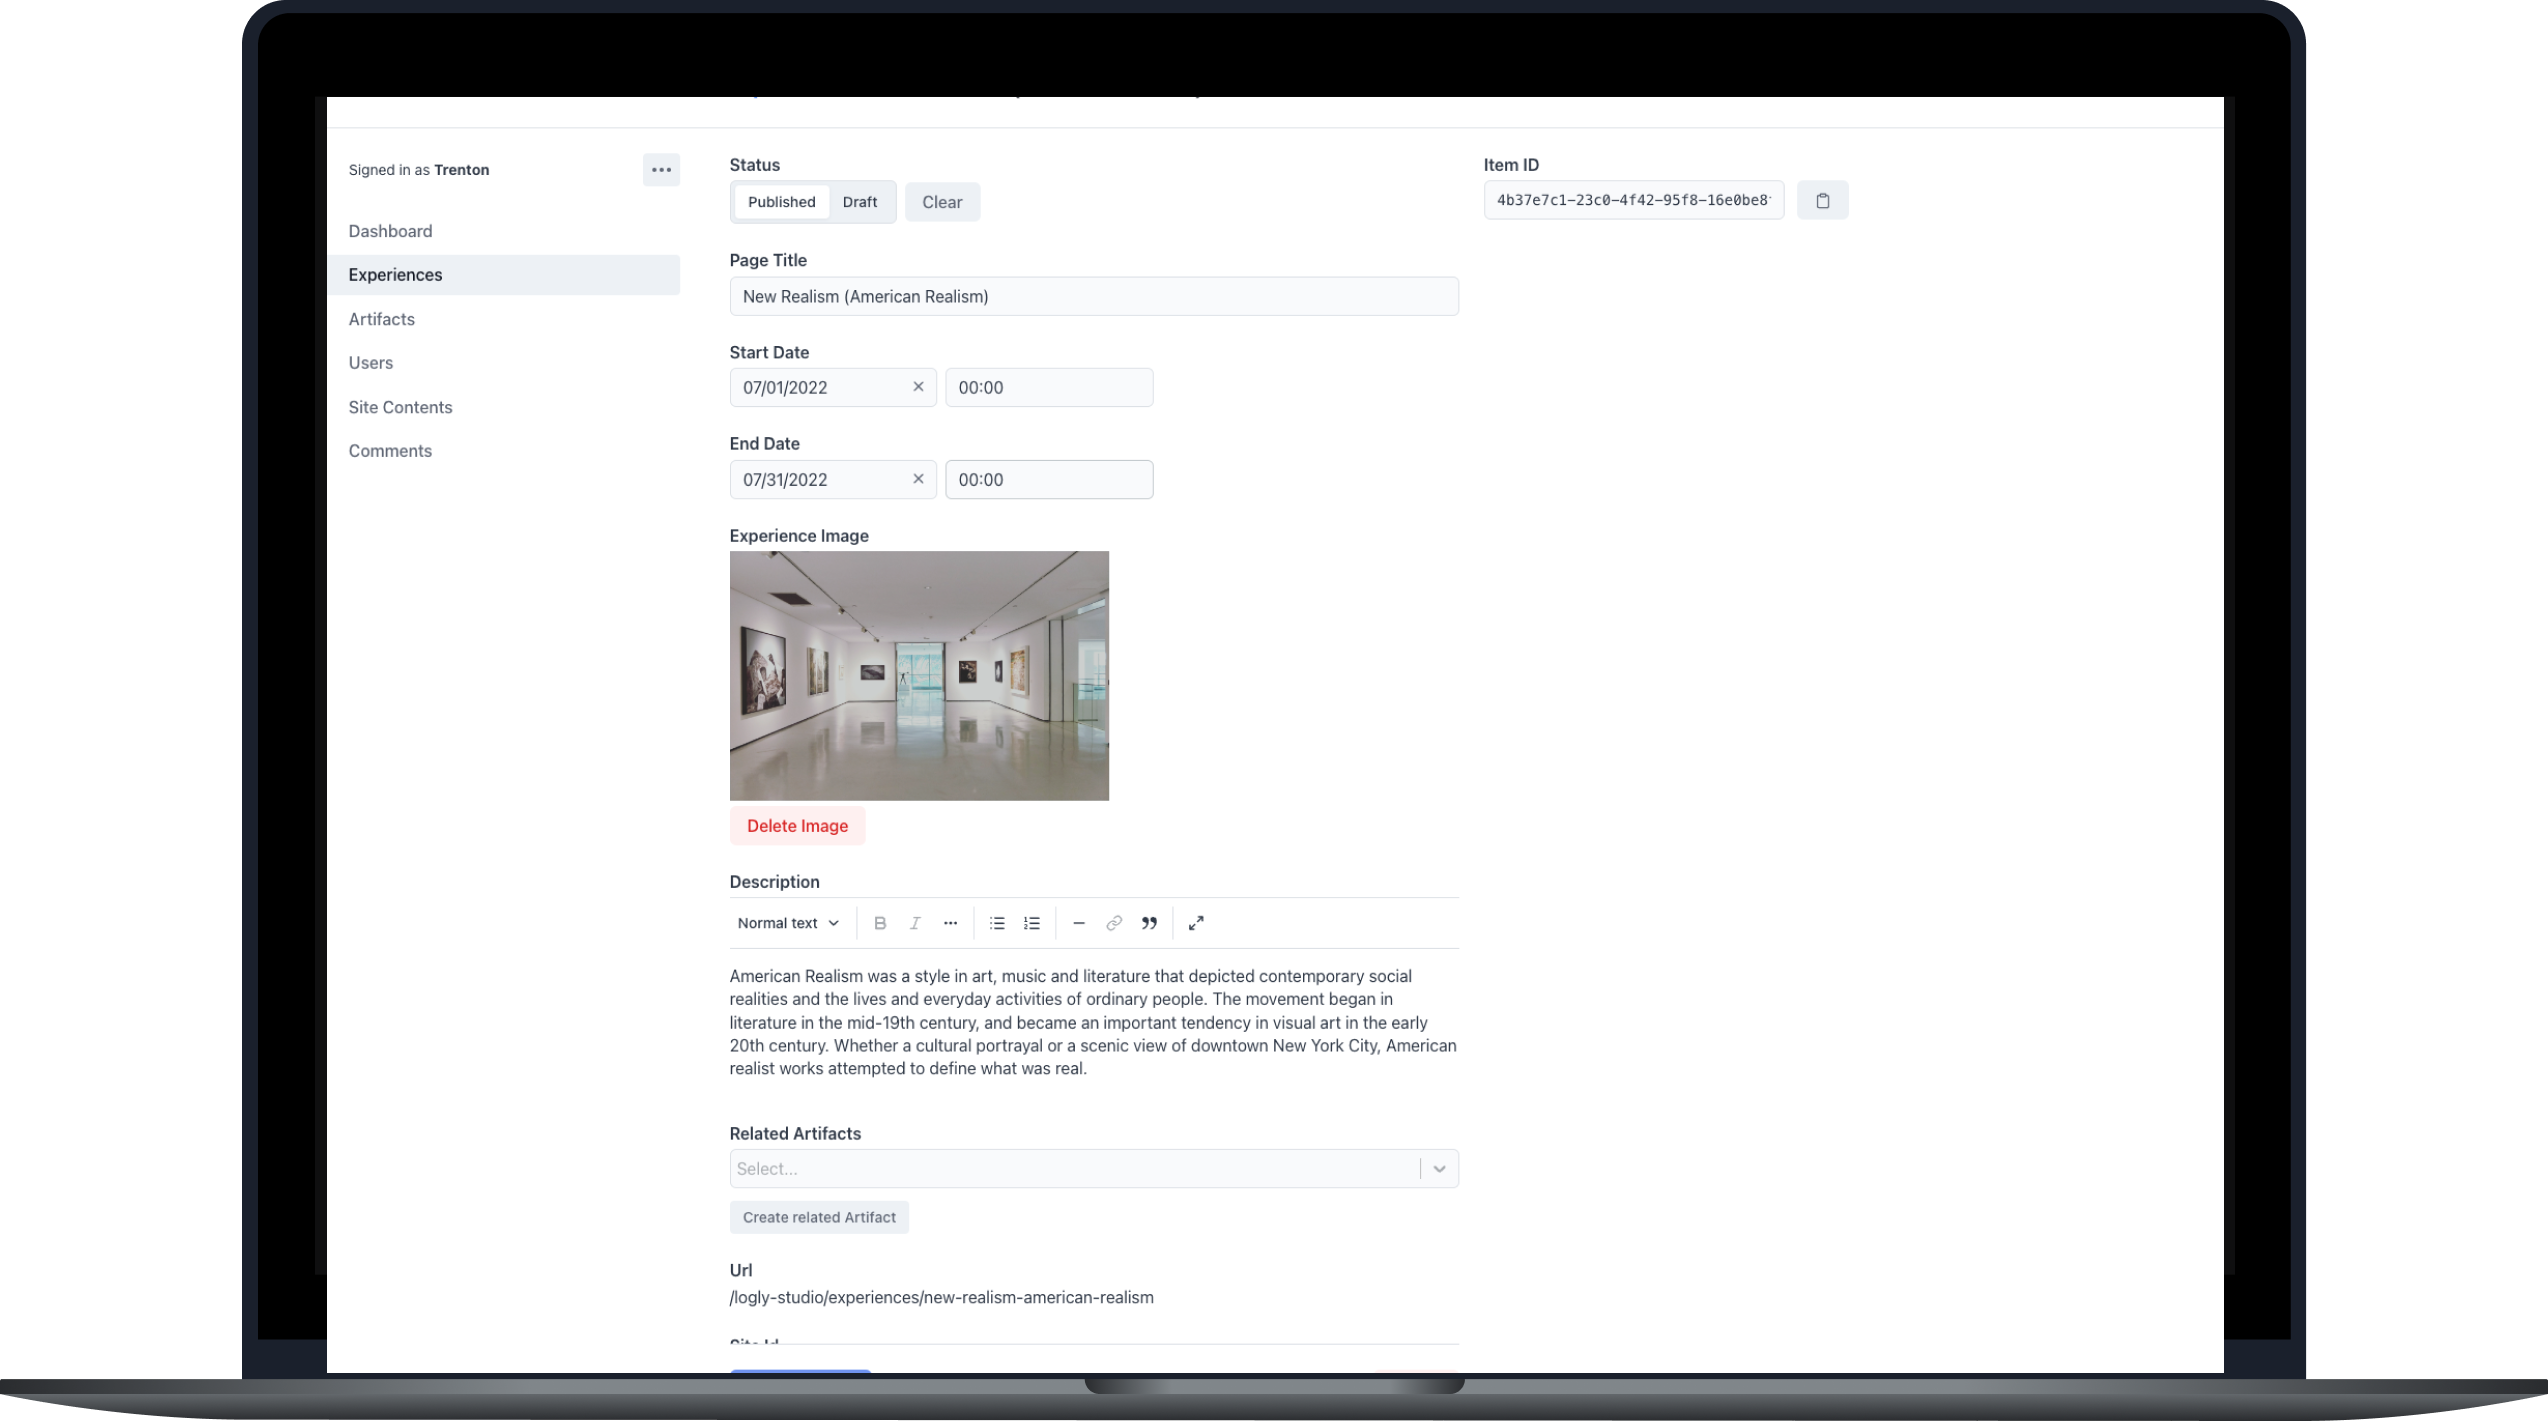 Signed in as Trenton
Dashboard
Experiences
Artifacts
Users
Site Contents
Comments
Status
Published Draft Clear
Page Title
New Realism (American Realism)
Start Date
07/01/2022 00:00
End Date
07/31/2022 00:00
Experience Image
Delete Image
Description
Normal text
American Realism was a style in art, music and literature that depicted contemporary social
realities and the lives and everyday activities of ordinary people. The movement began in
literature in the mid-19th century, and became an important tendency in visual art in the early
20th century. Whether a cultural portrayal or a scenic view of downtown New York City, American
realist works attempted to define what was real.
Related Artifacts
Select...
Create related Artifact
Url
/logly-studio/experiences/new-realism-american-realism
Item ID
4b37e7c1-23c0-4f42-95f8-16e0be8